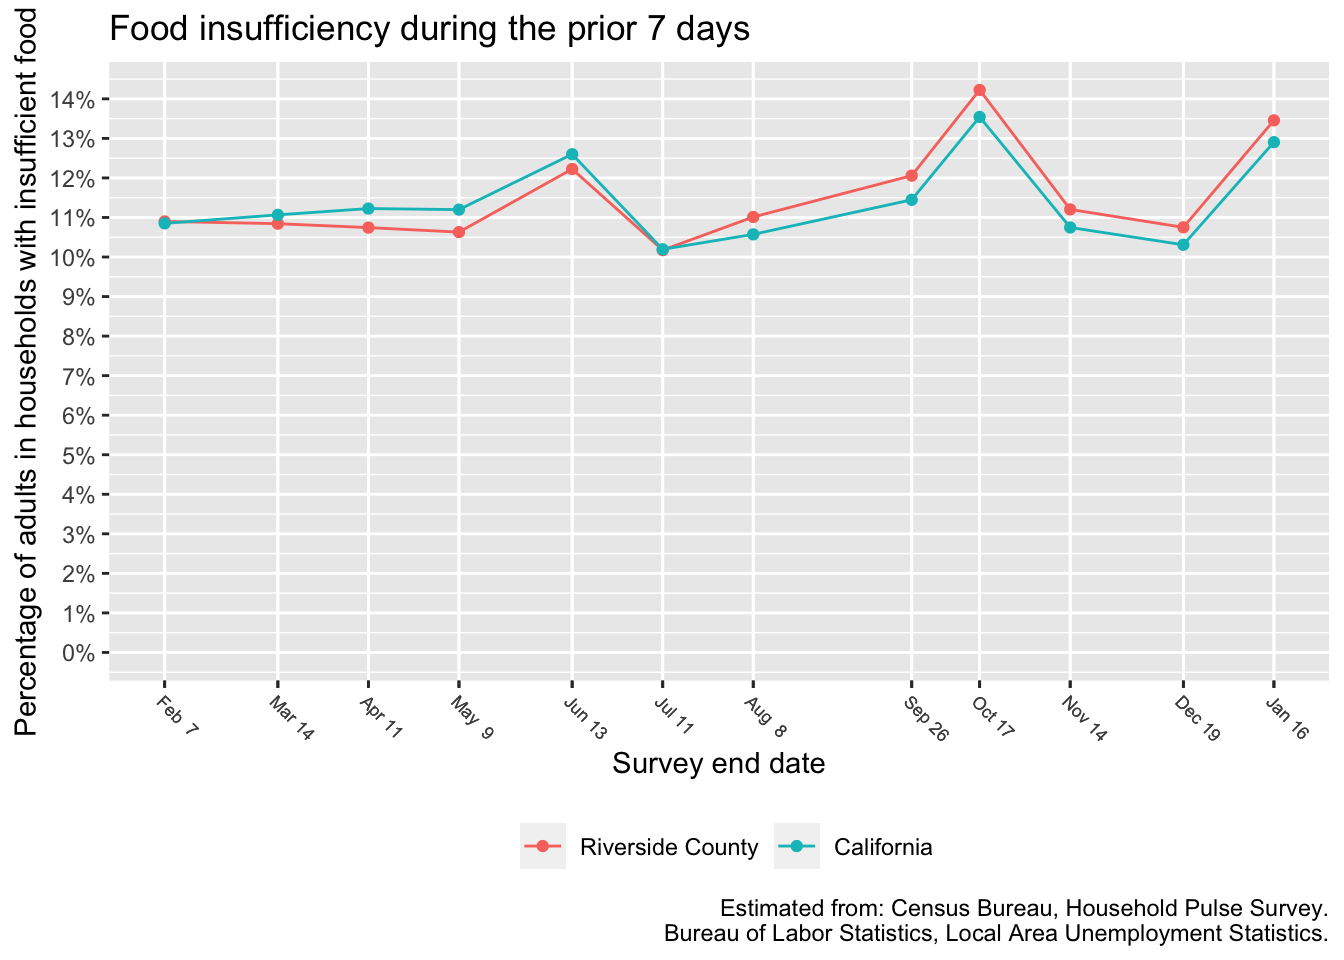 Food insufficiency during the prior 7 days
Percentage of adults in households with insufficient food
14%
13%
12%
11%
10%
9%
8%
7%
6%
5%
4%
3%
2%
1%
0%
Feb 7
Mar 14
Apr 11
May 9
Jun 13
Jul 11
Aug 8
Sep 26
Oct 17
Nov 14
Dec 19
Jan 16
Survey end date
Riverside County
California
Estimated from: Census Bureau, Household Pulse Survey.
Bureau of Labor Statistics, Local Area Unemployment Statistics.